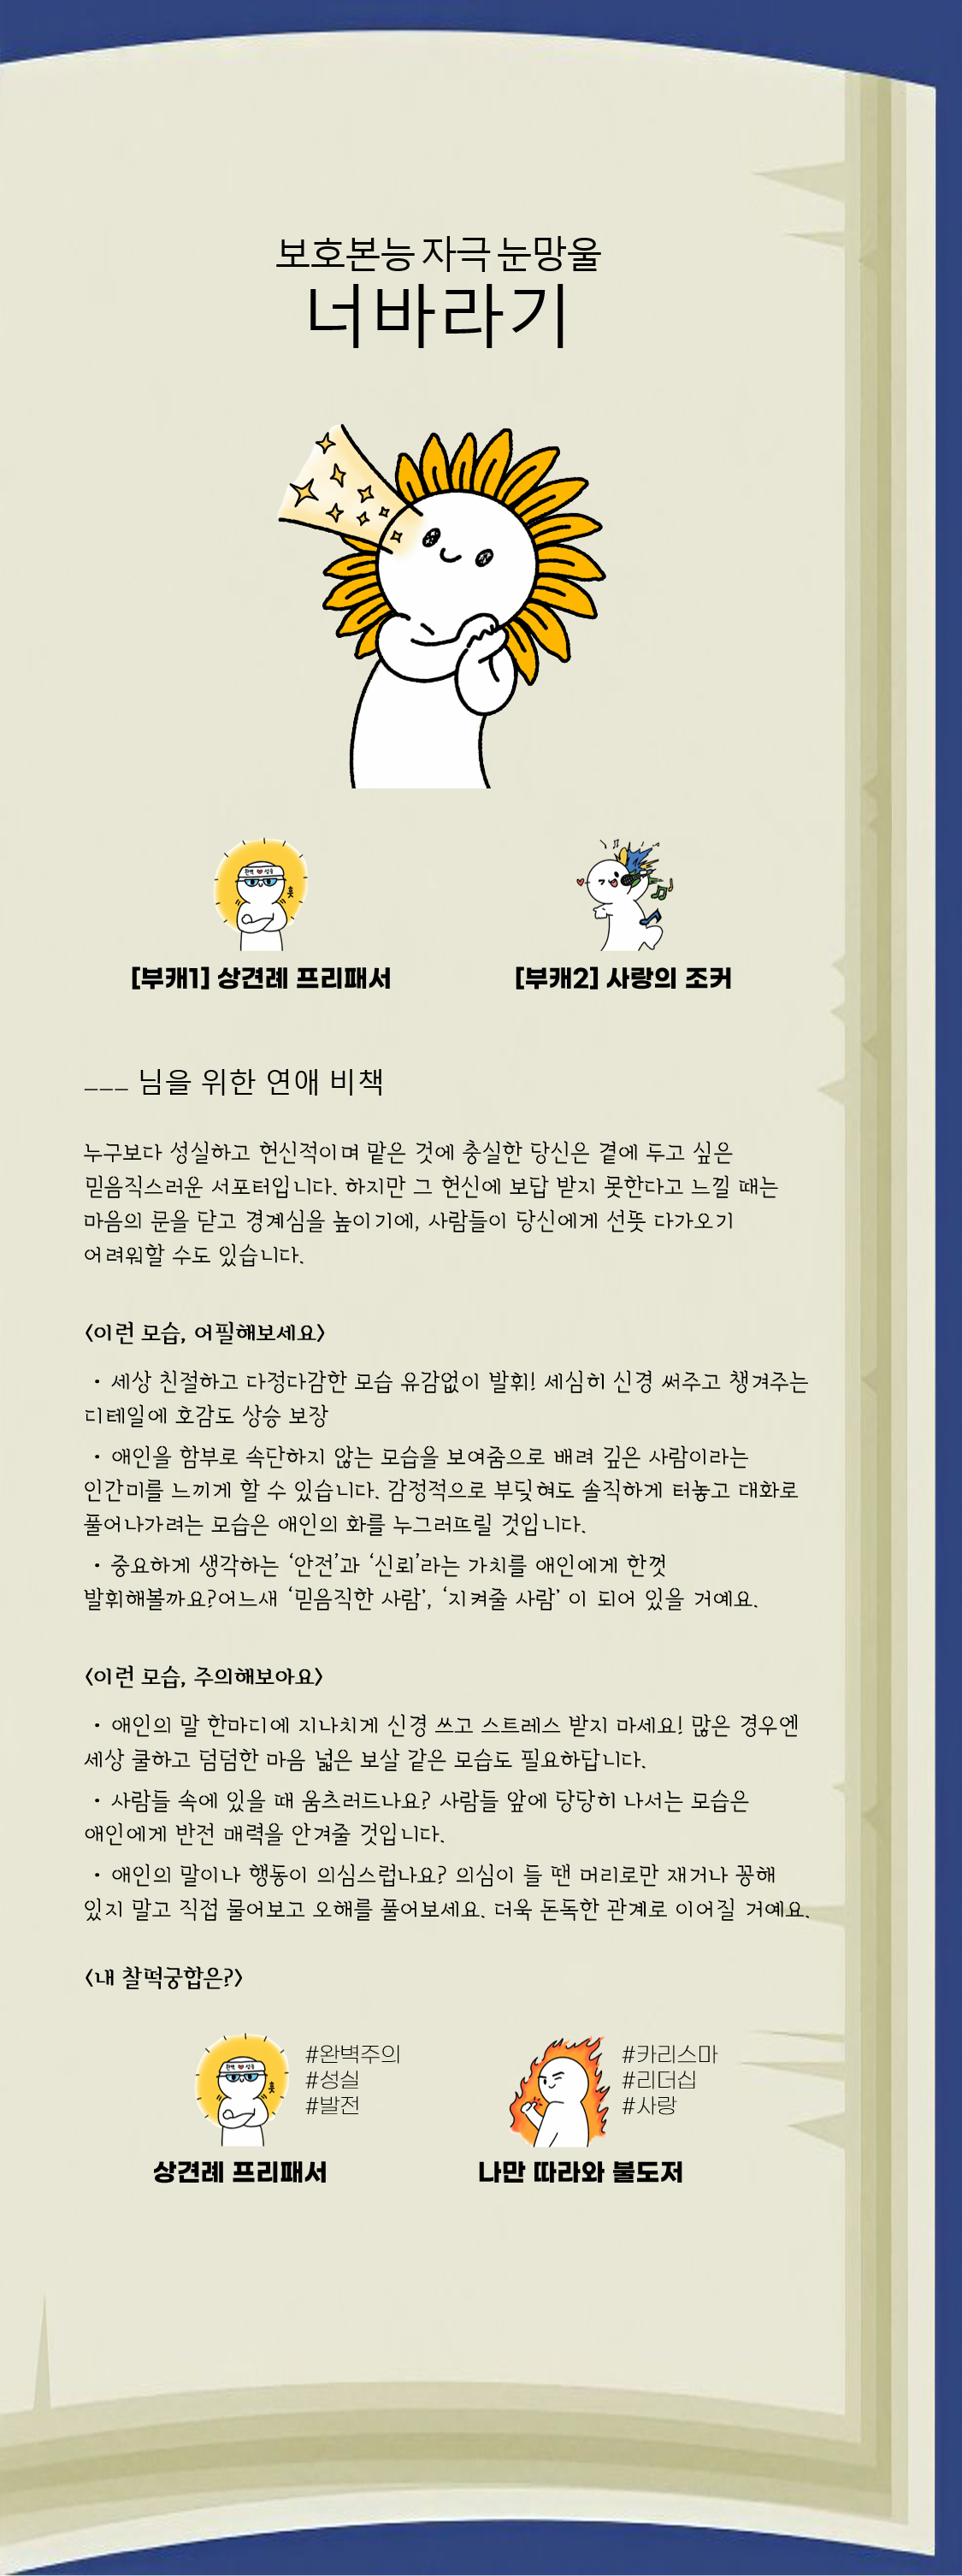 보호본능 자극 눈망울
너바라기
완벽 ♥ 성공
훗
[부캐1] 상견례 프리패서
[부캐2] 사랑의 조커
___ 님을 위한 연애 비책
누구보다 성실하고 헌신적이며 맡은 것에 충실한 당신은 곁에 두고 싶은
믿음직스러운 서포터입니다. 하지만 그 헌신에 보답 받지 못한다고 느낄 때는
마음의 문을 닫고 경계심을 높이기에, 사람들이 당신에게 선뜻 다가오기
어려워할 수도 있습니다.
<이런 모습, 어필해보세요>
• 세상 친절하고 다정다감한 모습 유감없이 발휘! 세심히 신경 써주고 챙겨주는
디테일에 호감도 상승 보장
• 애인을 함부로 속단하지 않는 모습을 보여줌으로 배려 깊은 사람이라는
인간미를 느끼게 할 수 있습니다. 감정적으로 부딪혀도 솔직하게 터놓고 대화로
풀어나가려는 모습은 애인의 화를 누그러뜨릴 것입니다.
• 중요하게 생각하는 ‘안전’과 ‘신뢰’라는 가치를 애인에게 한껏
발휘해볼까요?어느새 ‘믿음직한 사람’, ‘지켜줄 사람’ 이 되어 있을 거예요.
<이런 모습, 주의해보아요>
• 애인의 말 한마디에 지나치게 신경 쓰고 스트레스 받지 마세요! 많은 경우엔
세상 쿨하고 덤덤한 마음 넓은 보살 같은 모습도 필요하답니다.
• 사람들 속에 있을 때 움츠러드나요? 사람들 앞에 당당히 나서는 모습은
애인에게 반전 매력을 안겨줄 것입니다.
• 애인의 말이나 행동이 의심스럽나요? 의심이 들 땐 머리로만 재거나 꽁해
있지 말고 직접 물어보고 오해를 풀어보세요. 더욱 돈독한 관계로 이어질 거예요.
<내 찰떡궁합은?>
#완벽주의
#성실
#발전
#카리스마
#리더십
#사랑
상견례 프리패서
나만 따라와 불도저